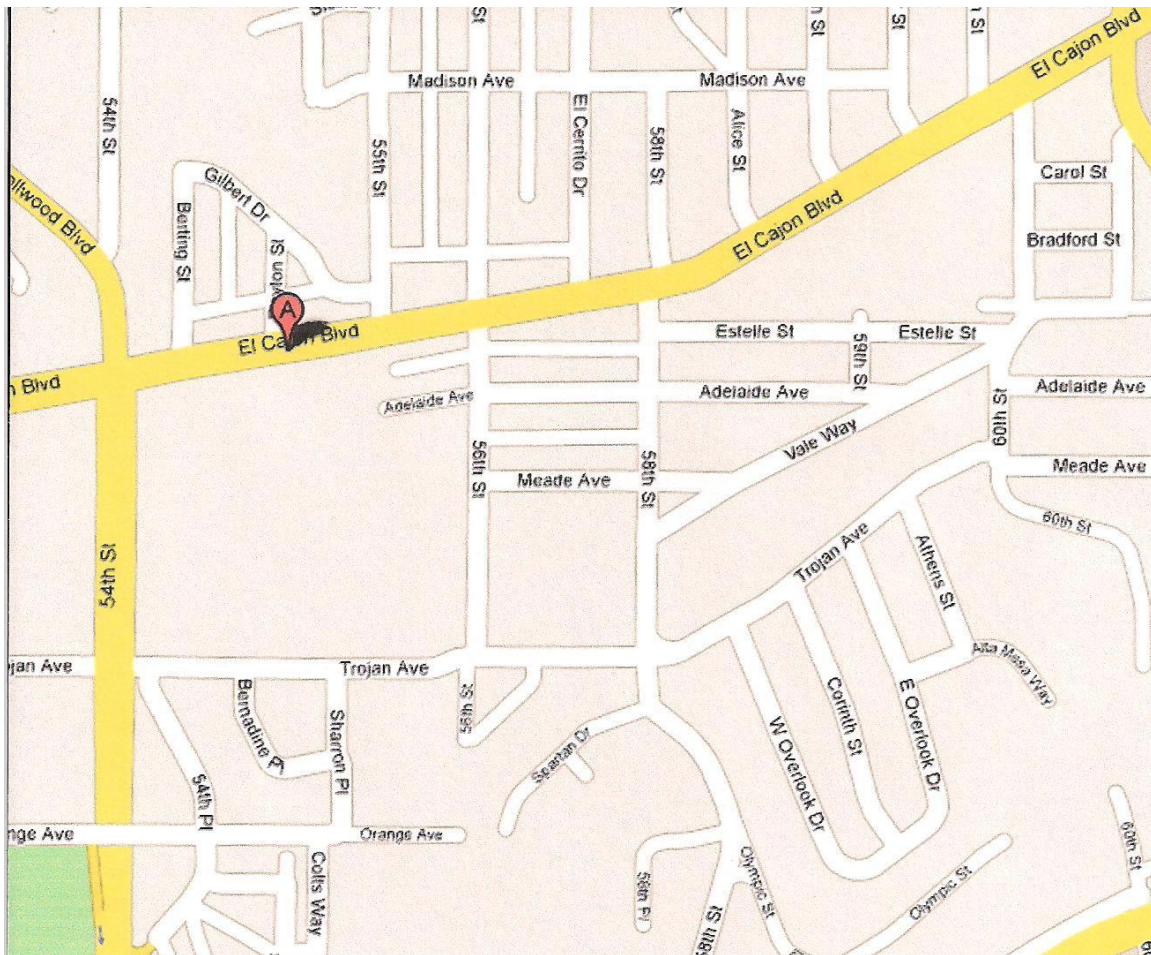 El Cajon Blvd
Madison Ave
Madison Ave
54th St
55th St
El Cerrito Dr
58th St
Alice St
Carol St
Gilbert Dr
Berting St
El Cajon Blvd
Bradford St
A
El Cajon Blvd
Estelle St
Estelle St
59th St
n Blvd
Adelaide Ave
Adelaide Ave
Adelaide Ave
60th St
Vale Way
56th St
58th St
Meade Ave
Meade Ave
60th St
54th St
Trojan Ave
Athens St
Trojan Ave
Alta Mesa Way
Bernadine Pl
Sharron Pl
56th St
Spartan Dr
W Overlook Dr
Corinth St
E Overlook Dr
54th Pl
nge Ave
Orange Ave
Colts Way
58th Pl
58th St
Olympic St
Olympic St
60th St